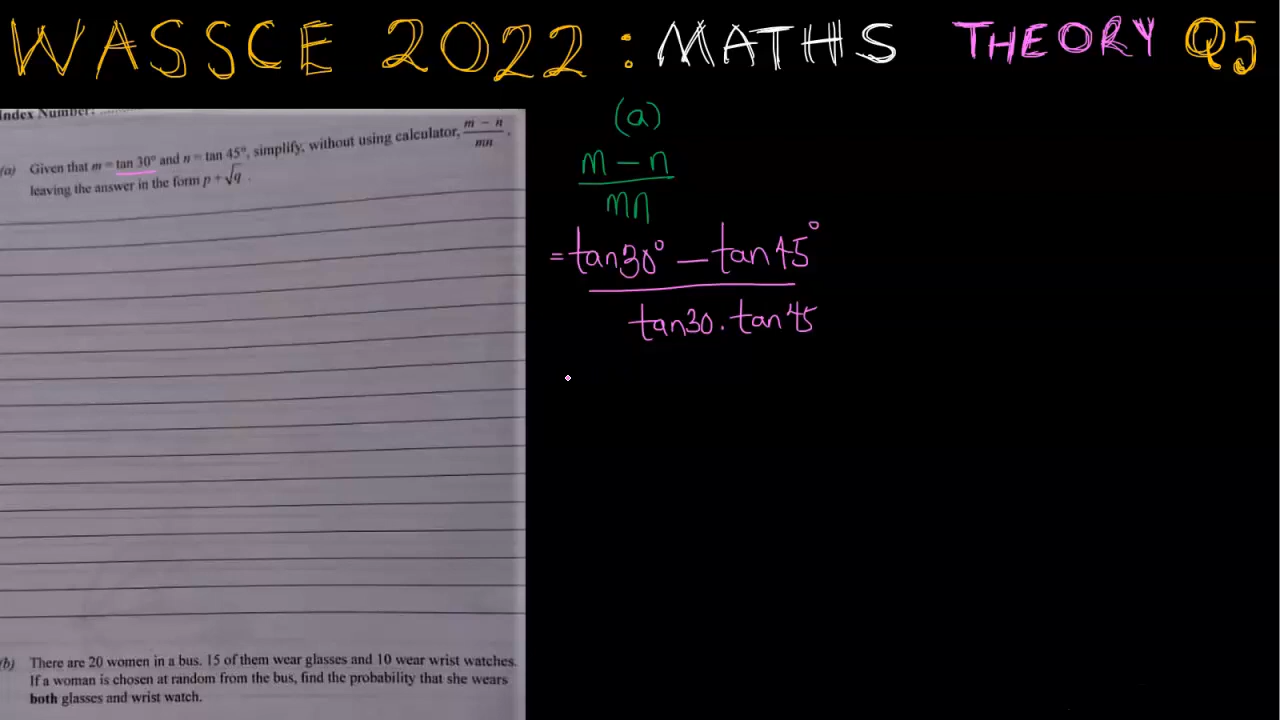 WASSCE 2022 : MATHS THEORY Q5
Index Number:
(a) Given that m = tan 30° and n = tan 45°, simplify, without using calculator, \frac{m - n}{mn},
leaving the answer in the form p + √q .
(b) There are 20 women in a bus. 15 of them wear glasses and 10 wear wrist watches.
If a woman is chosen at random from the bus, find the probability that she wears
both glasses and wrist watch.
(a)
m - n
mn
= tan30° - tan45°
tan30 . tan45